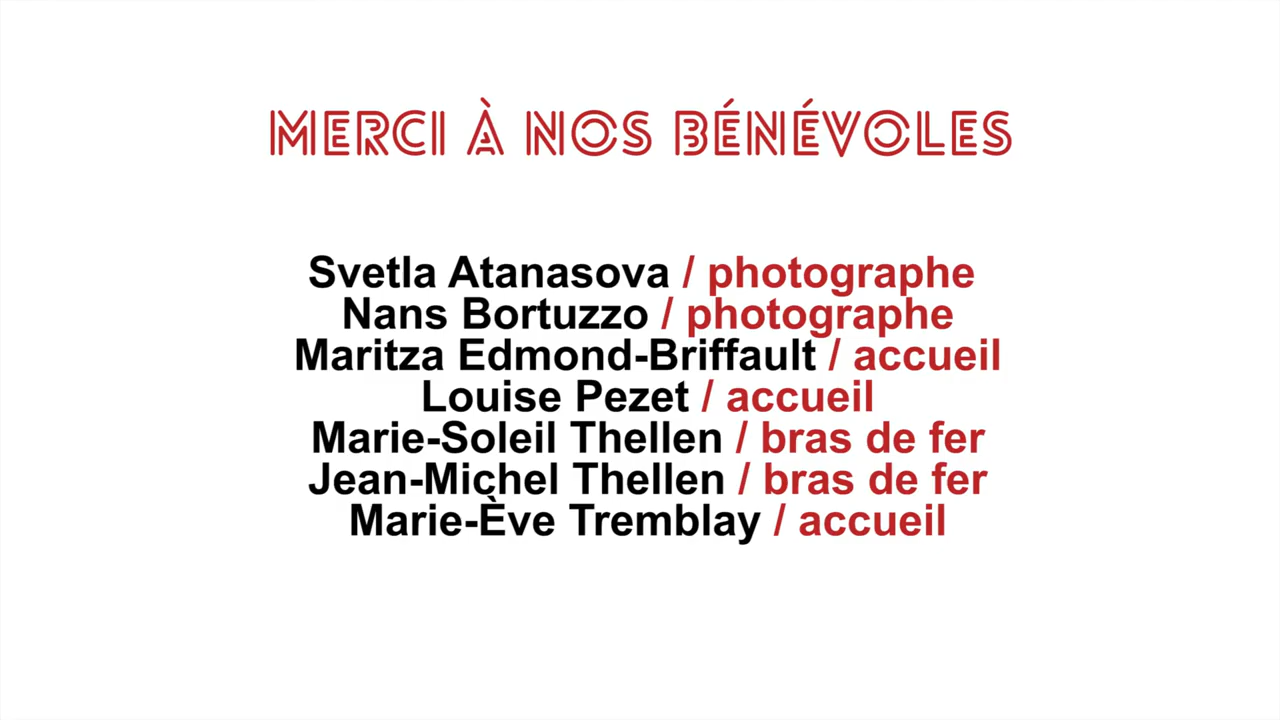 MERCI À NOS BÉNÉVOLES
Svetla Atanasova / photographe
Nans Bortuzzo / photographe
Maritza Edmond-Briffault / accueil
Louise Pezet / accueil
Marie-Soleil Thellen / bras de fer
Jean-Michel Thellen / bras de fer
Marie-Ève Tremblay / accueil